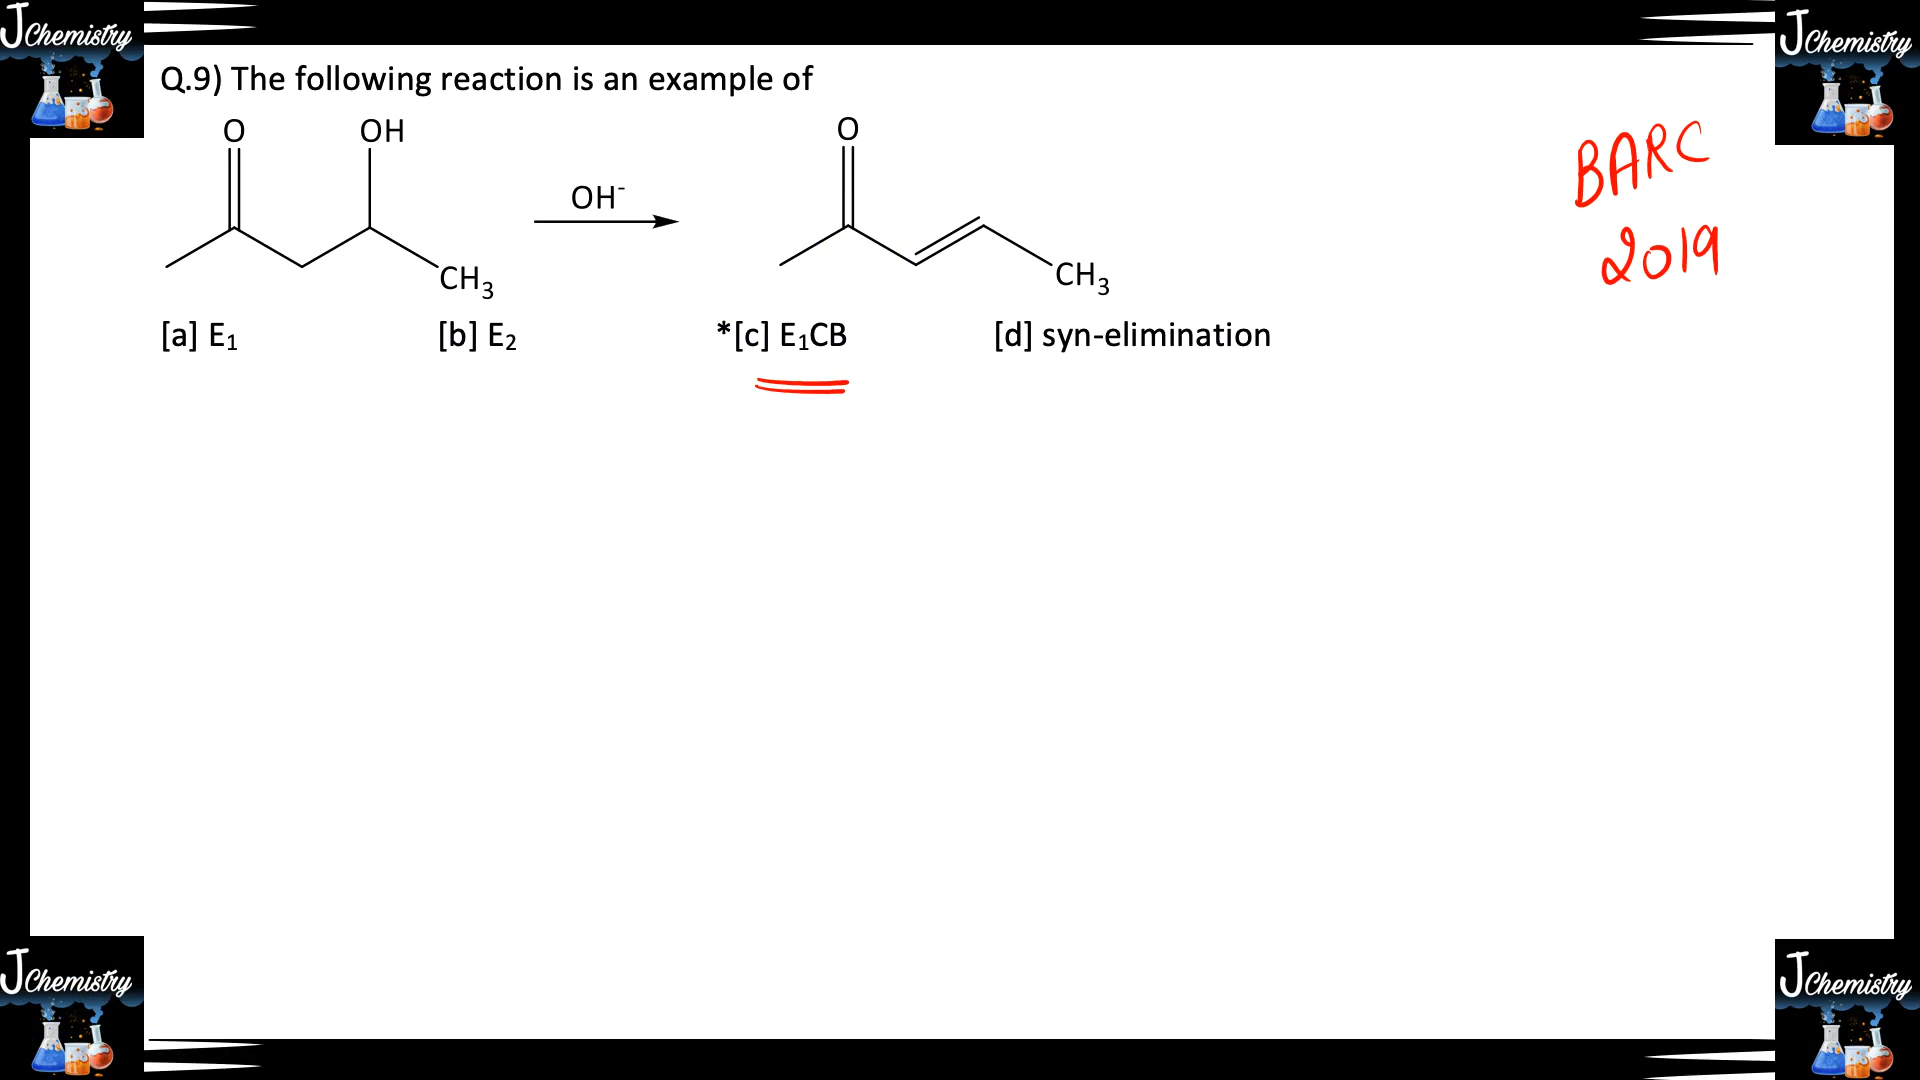 JChemistry
JChemistry
Q.9) The following reaction is an example of
O
OH
OH⁻
O
CH₃
CH₃
BARC
2019
[a] E₁ [b] E₂ *[c] E₁CB [d] syn-elimination
JChemistry
JChemistry